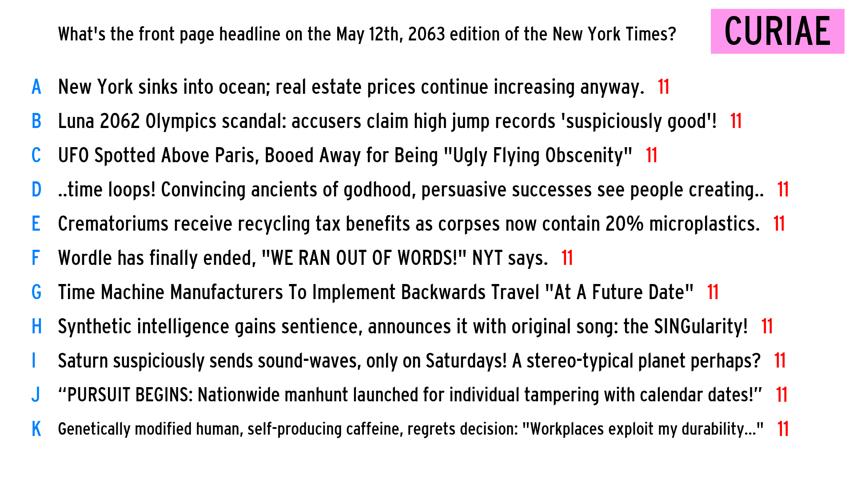 What's the front page headline on the May 12th, 2063 edition of the New York Times?
CURIAE
A New York sinks into ocean; real estate prices continue increasing anyway. 11
B Luna 2062 Olympics scandal: accusers claim high jump records 'suspiciously good'! 11
C UFO Spotted Above Paris, Booed Away for Being "Ugly Flying Obscenity" 11
D ..time loops! Convincing ancients of godhood, persuasive successes see people creating.. 11
E Crematoriums receive recycling tax benefits as corpses now contain 20% microplastics. 11
F Wordle has finally ended, "WE RAN OUT OF WORDS!" NYT says. 11
G Time Machine Manufacturers To Implement Backwards Travel "At A Future Date" 11
H Synthetic intelligence gains sentience, announces it with original song: the SINGularity! 11
I Saturn suspiciously sends sound-waves, only on Saturdays! A stereo-typical planet perhaps? 11
J “PURSUIT BEGINS: Nationwide manhunt launched for individual tampering with calendar dates!” 11
K Genetically modified human, self-producing caffeine, regrets decision: "Workplaces exploit my durability..." 11